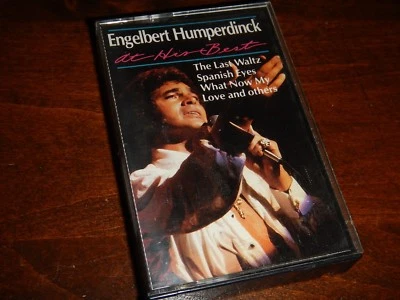 Engelbert Humperdinck
At His Best
The Last Waltz
Spanish Eyes
What Now My
Love and others